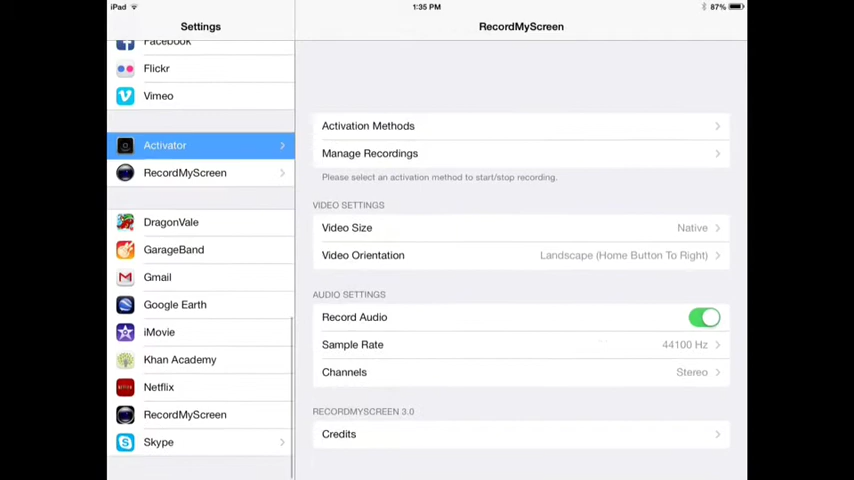 iPad
1:35 PM
87%
Settings
RecordMyScreen
Facebook
Flickr
Vimeo
Activator
RecordMyScreen
DragonVale
GarageBand
Gmail
Google Earth
iMovie
Khan Academy
Netflix
RecordMyScreen
Skype
Activation Methods
Manage Recordings
Please select an activation method to start/stop recording.
VIDEO SETTINGS
Video Size Native
Video Orientation Landscape (Home Button To Right)
AUDIO SETTINGS
Record Audio
Sample Rate 44100 Hz
Channels Stereo
RECORDMYSCREEN 3.0
Credits